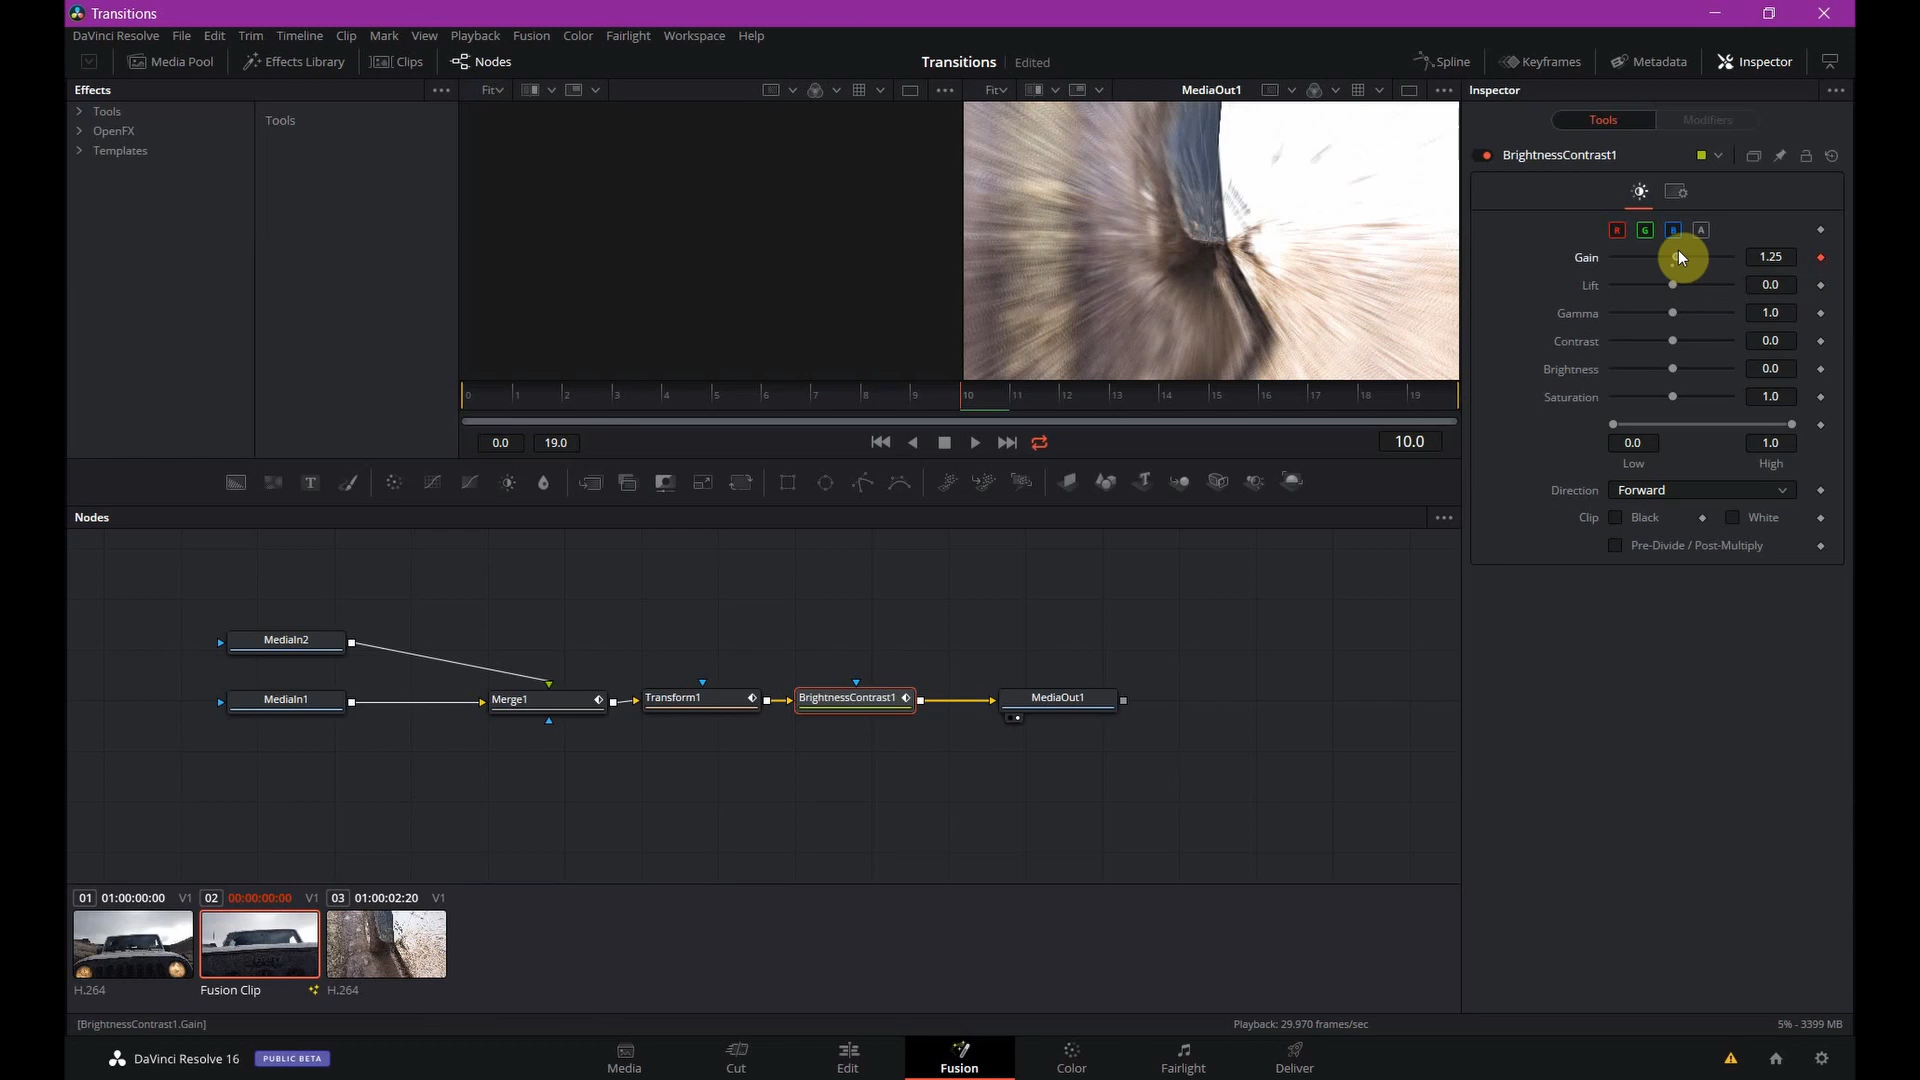 Transitions
DaVinci Resolve File Edit Trim Timeline Clip Mark View Playback Fusion Color Fairlight Workspace Help
Media Pool Effects Library Clips Nodes Transitions Edited Spline Keyframes Metadata Inspector
Effects Fit Fit MediaOut1 Inspector
Tools
OpenFX
Templates
Tools
Tools Modifiers
BrightnessContrast1
R G B A
Gain 1.25
Lift 0.0
Gamma 1.0
Contrast 0.0
Brightness 0.0
Saturation 1.0
0.0 1.0
Low High
Direction Forward
Clip Black White
Pre-Divide / Post-Multiply
0 1 2 3 4 5 6 7 8 9 10 11 12 13 14 15 16 17 18 19
0.0 19.0 10.0
T
T
Nodes
MediaIn2
MediaIn1 Merge1 Transform1 BrightnessContrast1 MediaOut1
01 01:00:00:00 V1 02 00:00:00:00 V1 03 01:00:02:20 V1
H.264 Fusion Clip H.264
[BrightnessContrast1.Gain] Playback: 29.970 frames/sec 5% - 3399 MB
DaVinci Resolve 16 PUBLIC BETA Media Cut Edit Fusion Color Fairlight Deliver